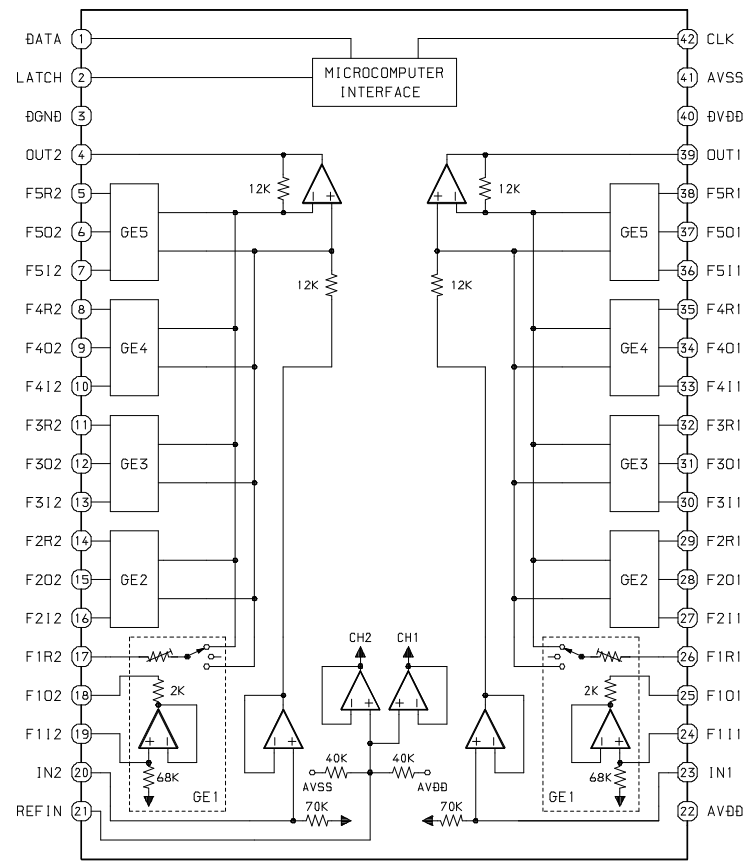 DATA 1 42 CLK
MICROCOMPUTER
INTERFACE
LATCH 2 41 AVSS
DGND 3 40 DVDD
OUT2 4 39 OUT1
12K 12K
F5R2 5 38 F5R1
- + + -
F5O2 6 GE5 GE5 37 F5O1
F5I2 7 36 F5I1
12K 12K
F4R2 8 35 F4R1
F4O2 9 GE4 GE4 34 F4O1
F4I2 10 33 F4I1
F3R2 11 32 F3R1
F3O2 12 GE3 GE3 31 F3O1
F3I2 13 30 F3I1
F2R2 14 29 F2R1
F2O2 15 GE2 GE2 28 F2O1
F2I2 16 27 F2I1
CH2 CH1
F1R2 17 26 F1R1
F1O2 18 2K 2K 25 F1O1
- + + -
F1I2 19 + - - + + - - + 24 F1I1
40K 40K
IN2 20 68K 68K 23 IN1
AVSS AVDD
GE1 GE1
70K 70K
REFIN 21 22 AVDD